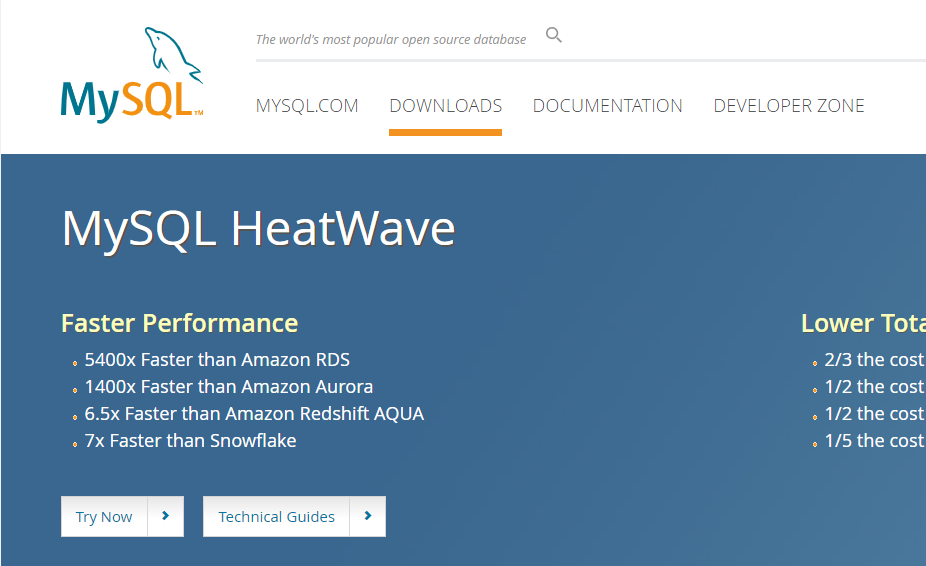 The world's most popular open source database
MySQL™
MYSQL.COM DOWNLOADS DOCUMENTATION DEVELOPER ZONE
MySQL HeatWave
Faster Performance
5400x Faster than Amazon RDS
1400x Faster than Amazon Aurora
6.5x Faster than Amazon Redshift AQUA
7x Faster than Snowflake
Lower Tota
2/3 the cost
1/2 the cost
1/2 the cost
1/5 the cost
Try Now
Technical Guides